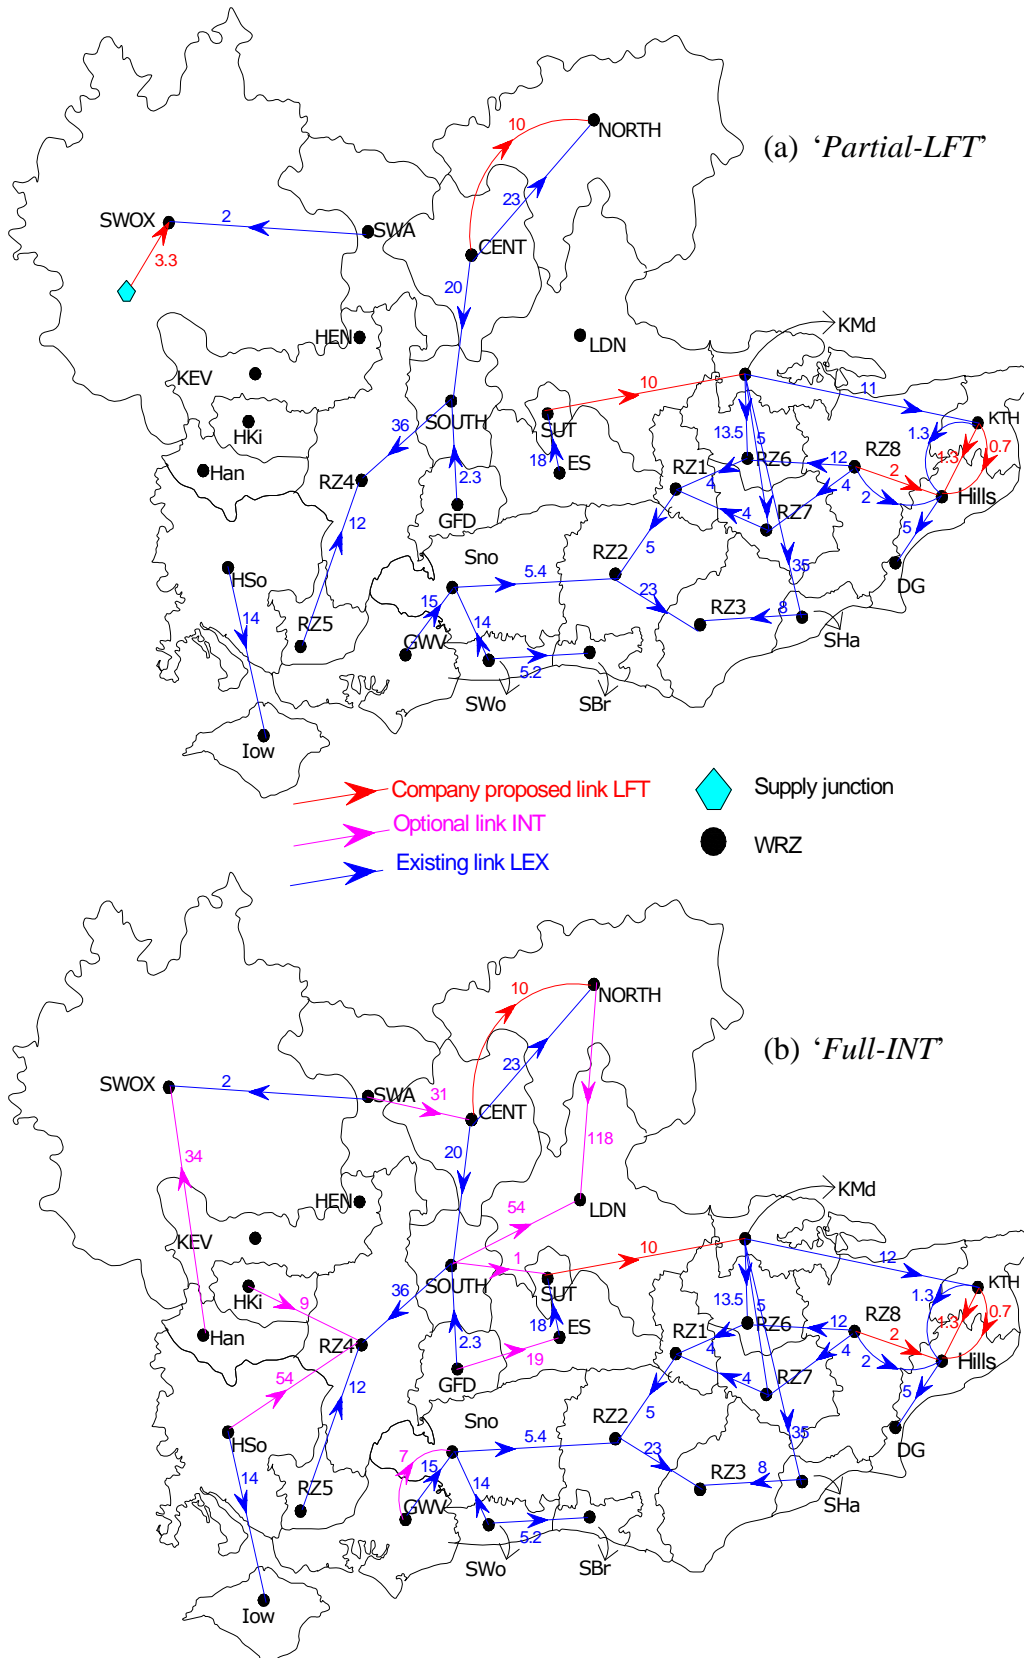 10
NORTH
(a) ‘Partial-LFT’
23
SWOX
2
SWA
CENT
3.3
20
HEN
LDN
KMd
KEV
10
11
HKi
36
SOUTH
SUT
13.5
5
1.3
KTH
1.3
0.7
Han
RZ4
18
ES
RZ1
4
RZ6
12
RZ8
2
2.3
4
2
Hills
GFD
4
RZ7
12
Sno
RZ2
5
5
HSo
5.4
35
DG
15
23
RZ3
8
14
RZ5
GWV
14
SHa
5.2
SWo
SBr
Iow
Company proposed link LFT
Supply junction
Optional link INT
WRZ
Existing link LEX
10
NORTH
23
(b) ‘Full-INT’
SWOX
2
SWA
31
CENT
118
20
34
HEN
54
LDN
KMd
KEV
1
10
12
HKi
36
SOUTH
SUT
13.5
5
1.3
KTH
9
1.3
0.7
Han
RZ4
18
ES
RZ1
4
RZ6
12
RZ8
2
2.3
19
4
2
Hills
GFD
4
RZ7
54
12
Sno
RZ2
5
5
HSo
7
5.4
35
DG
15
23
RZ3
8
14
RZ5
GWV
14
SHa
5.2
SWo
SBr
Iow